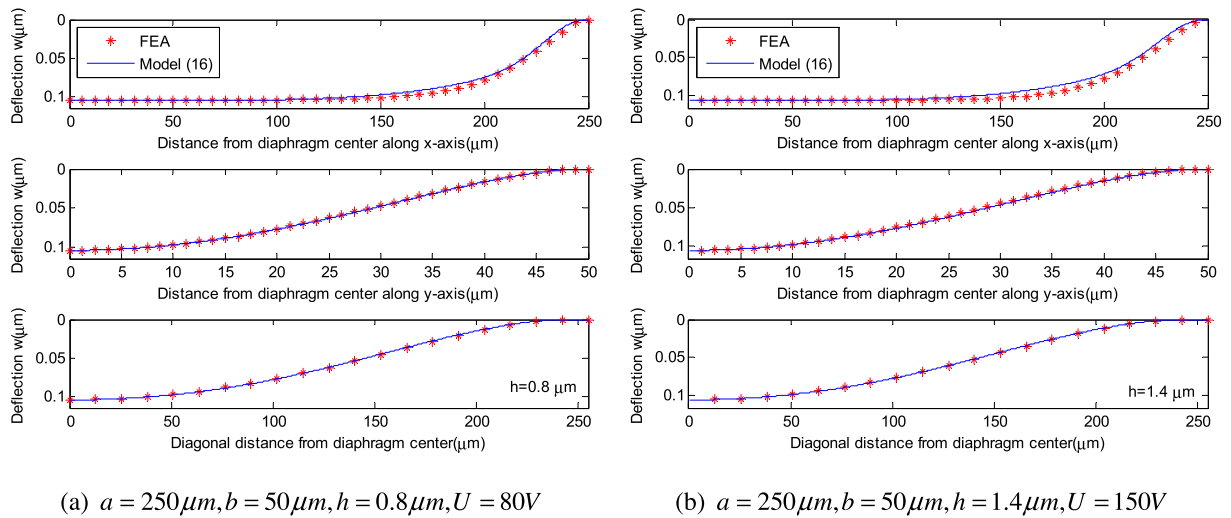 Deflection w(μm)
0
0.05
0.1
FEA
Model (16)
0 50 100 150 200 250
Distance from diaphragm center along x-axis(μm)
Deflection w(μm)
0
0.05
0.1
0 5 10 15 20 25 30 35 40 45 50
Distance from diaphragm center along y-axis(μm)
Deflection w(μm)
0
0.05
0.1
h=0.8 μm
0 50 100 150 200 250
Diagonal distance from diaphragm center(μm)
(a) a = 250μm, b = 50μm, h = 0.8μm, U = 80V
Deflection w(μm)
0
0.05
0.1
FEA
Model (16)
0 50 100 150 200 250
Distance from diaphragm center along x-axis(μm)
Deflection w(μm)
0
0.05
0.1
0 5 10 15 20 25 30 35 40 45 50
Distance from diaphragm center along y-axis(μm)
Deflection w(μm)
0
0.05
0.1
h=1.4 μm
0 50 100 150 200 250
Diagonal distance from diaphragm center(μm)
(b) a = 250μm, b = 50μm, h = 1.4μm, U = 150V